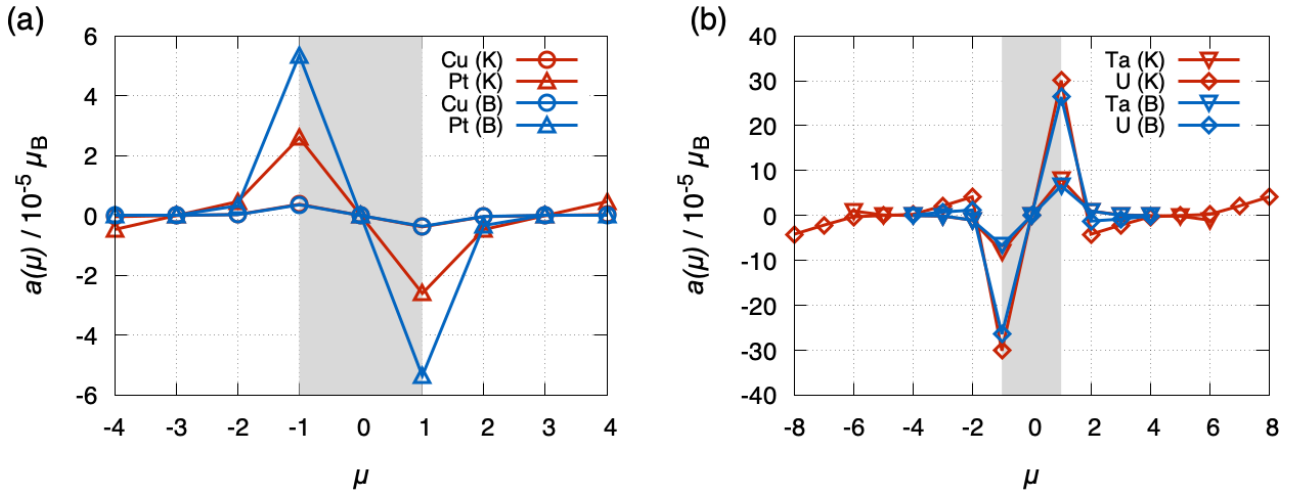 (a)
6
4
2
0
-2
-4
-6
a(μ) / 10⁻⁵ μB
Cu (K)
Pt (K)
Cu (B)
Pt (B)
-4 -3 -2 -1 0 1 2 3 4
μ
(b)
40
30
20
10
0
-10
-20
-30
-40
a(μ) / 10⁻⁵ μB
Ta (K)
U (K)
Ta (B)
U (B)
-8 -6 -4 -2 0 2 4 6 8
μ